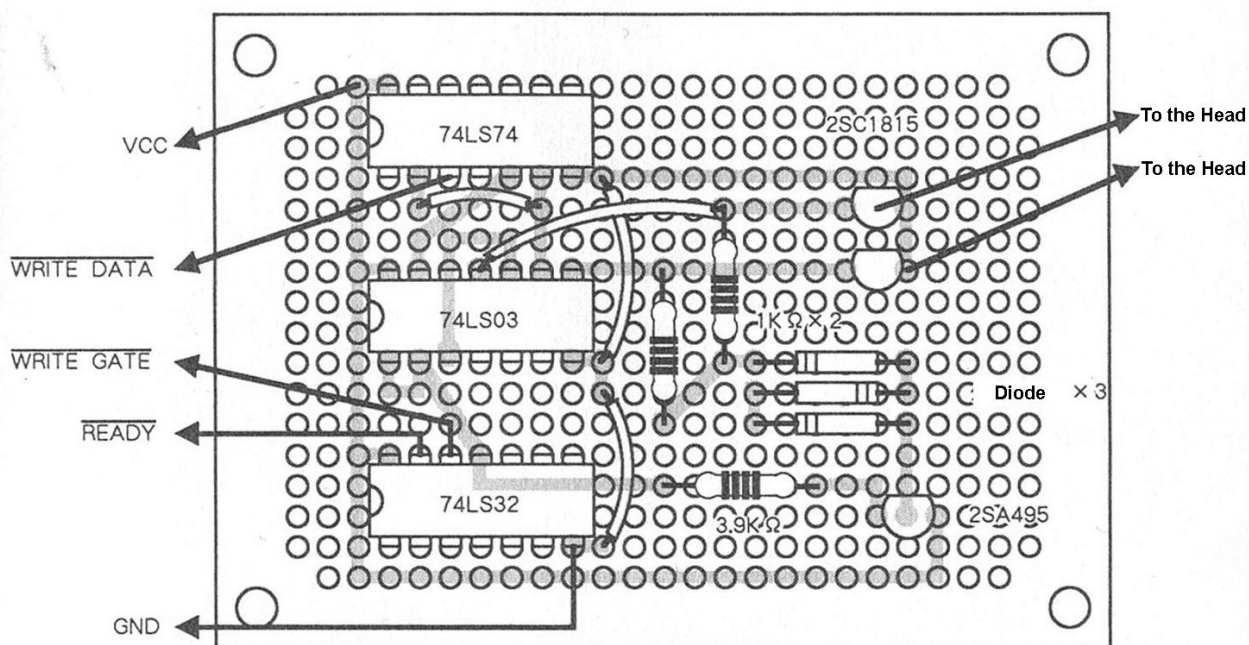 74LS74
2SC1815
To the Head
VCC
To the Head
WRITE DATA
74LS03
1KΩ×2
WRITE GATE
Diode ×3
READY
74LS32
2SA495
3.9KΩ
GND